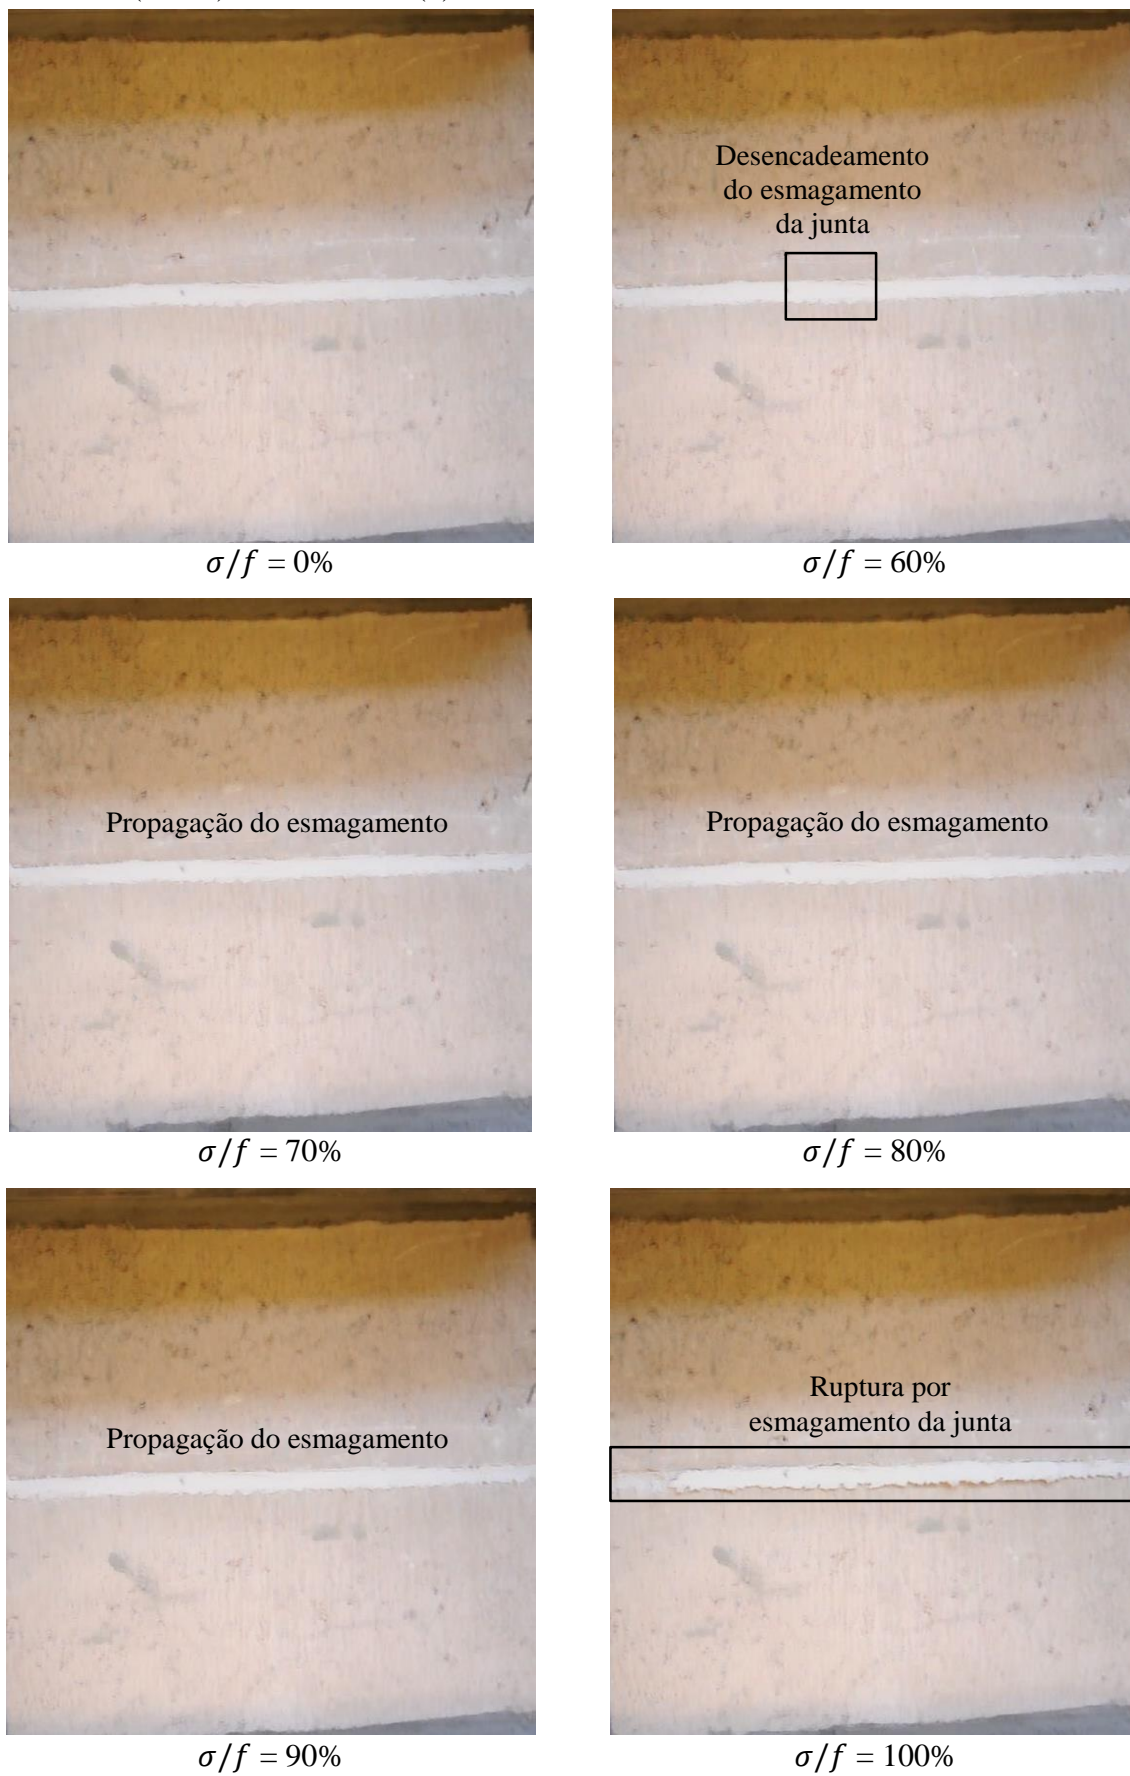 Desencadeamento
do esmagamento
da junta
σ/f = 0%
σ/f = 60%
Propagação do esmagamento
Propagação do esmagamento
σ/f = 70%
σ/f = 80%
Propagação do esmagamento
Ruptura por
esmagamento da junta
σ/f = 90%
σ/f = 100%